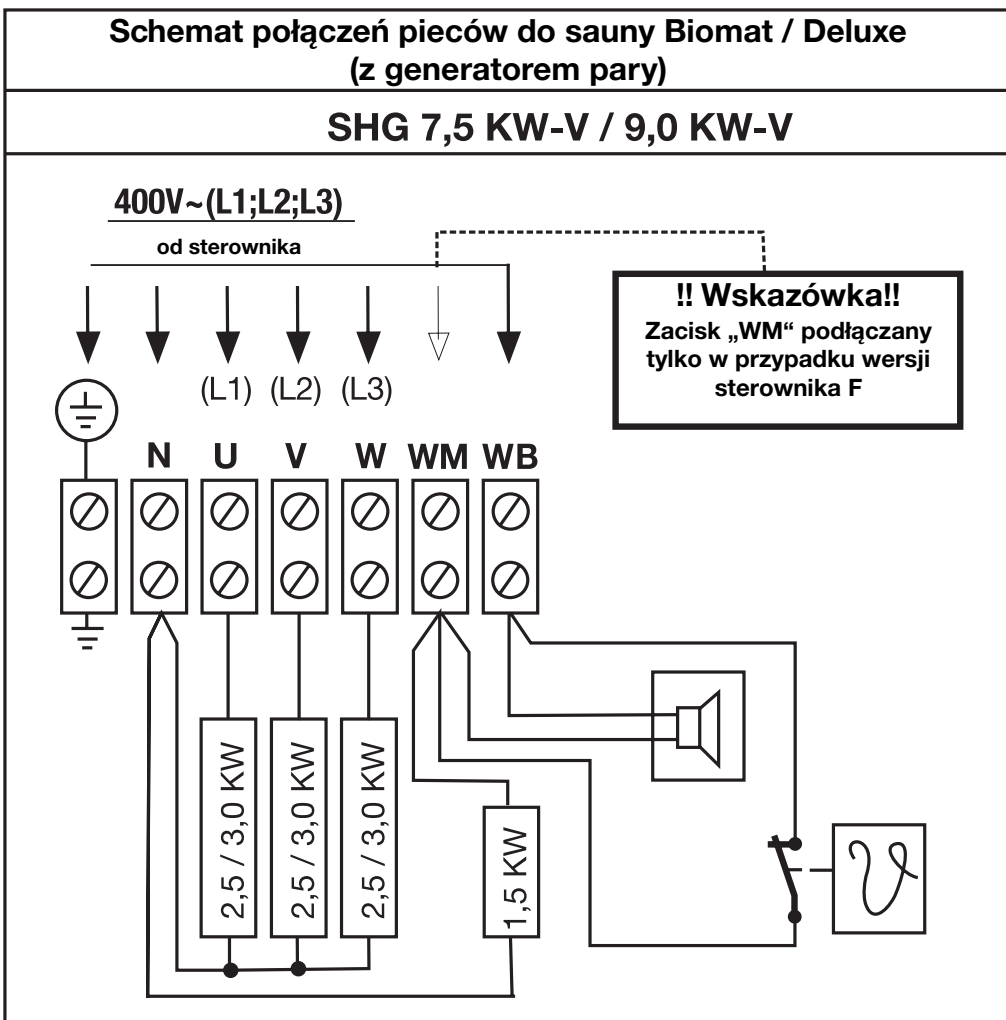 Schemat połączeń pieców do sauny Biomat / Deluxe
(z generatorem pary)
SHG 7,5 KW-V / 9,0 KW-V
400V~(L1;L2;L3)
od sterownika
!! Wskazówka!!
Zacisk „WM“ podłączany
tylko w przypadku wersji
sterownika F
(L1) (L2) (L3)
N U V W WM WB
2,5 / 3,0 KW
2,5 / 3,0 KW
2,5 / 3,0 KW
1,5 KW
ϑ